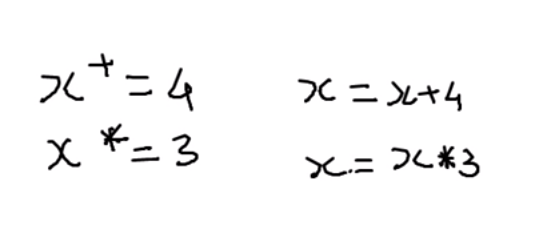 x += 4
x = x+4
x *= 3
x = x*3